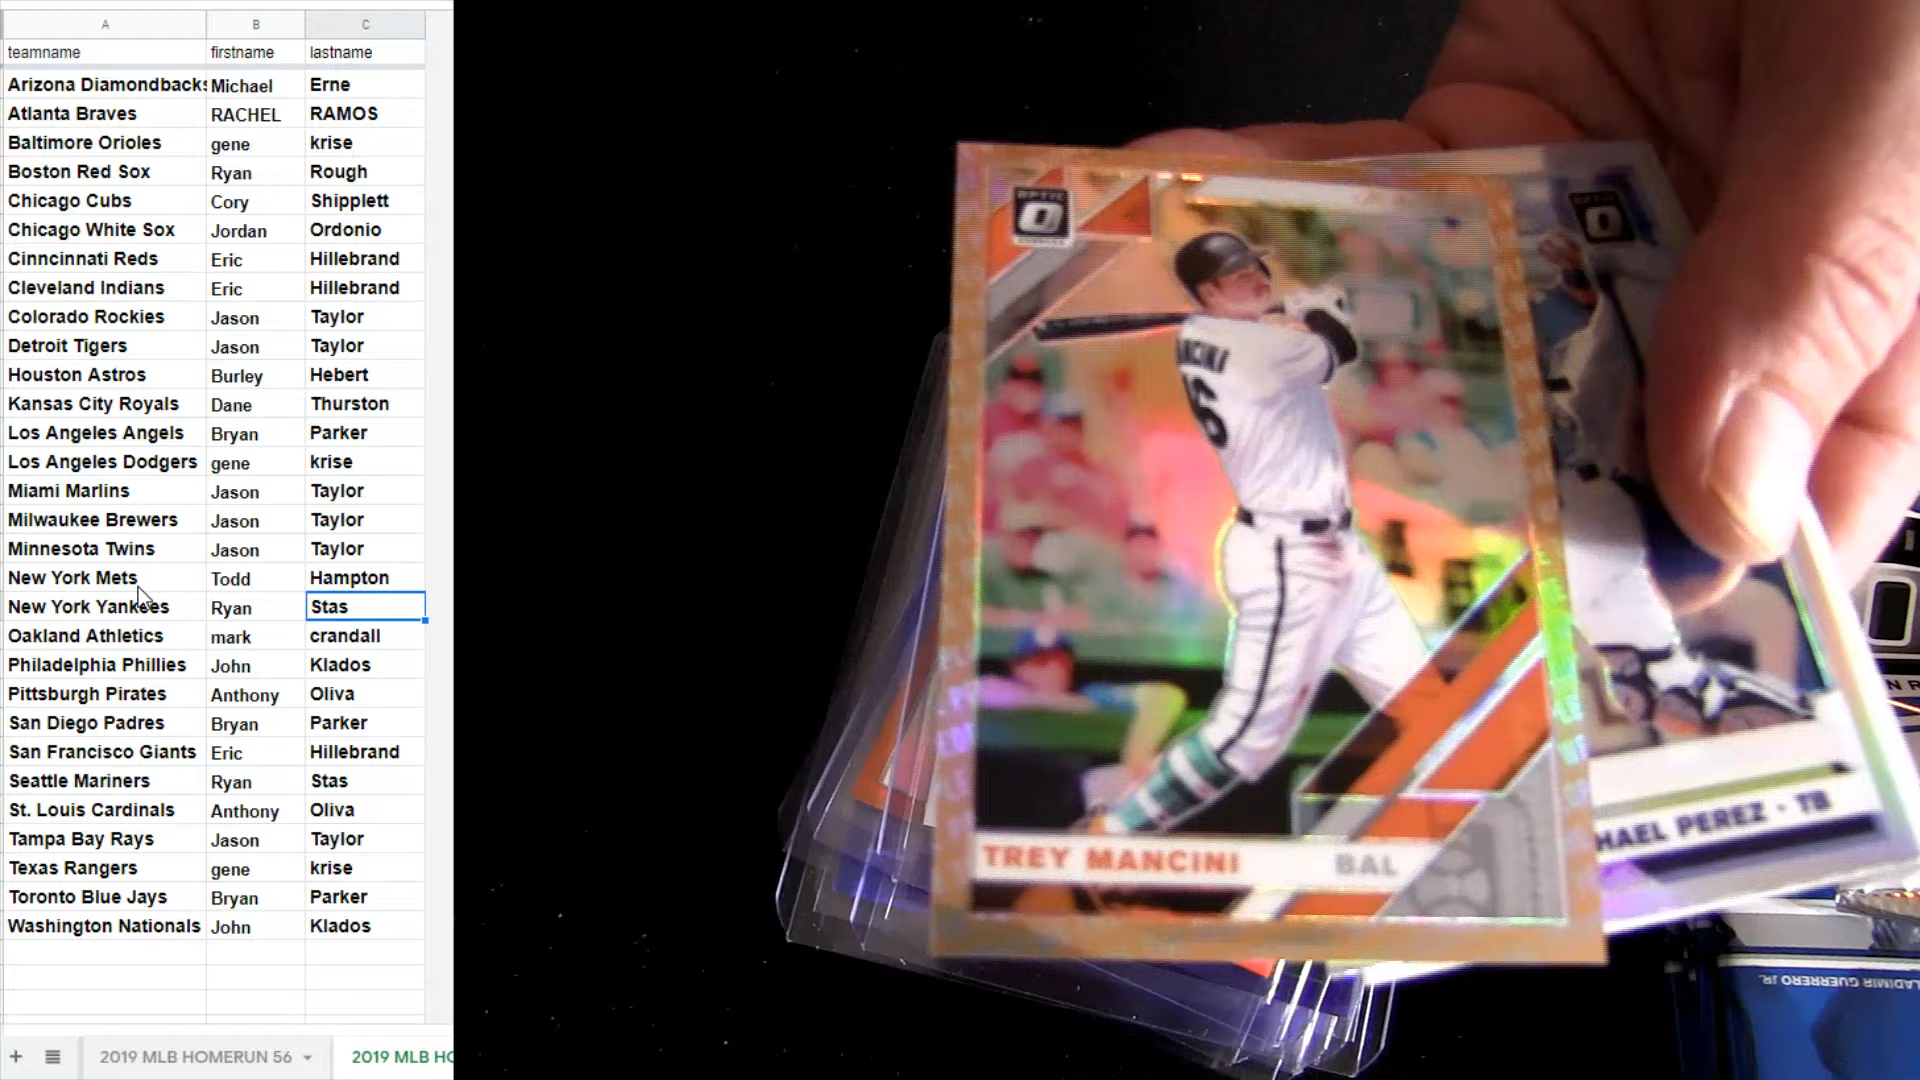 A B C
teamname firstname lastname
Arizona Diamondbacks Michael Erne
Atlanta Braves RACHEL RAMOS
Baltimore Orioles gene krise
Boston Red Sox Ryan Rough
Chicago Cubs Cory Shipplett
Chicago White Sox Jordan Ordonio
Cinncinnati Reds Eric Hillebrand
Cleveland Indians Eric Hillebrand
Colorado Rockies Jason Taylor
Detroit Tigers Jason Taylor
Houston Astros Burley Hebert
Kansas City Royals Dane Thurston
Los Angeles Angels Bryan Parker
Los Angeles Dodgers gene krise
Miami Marlins Jason Taylor
Milwaukee Brewers Jason Taylor
Minnesota Twins Jason Taylor
New York Mets Todd Hampton
New York Yankees Ryan Stas
Oakland Athletics mark crandall
Philadelphia Phillies John Klados
Pittsburgh Pirates Anthony Oliva
San Diego Padres Bryan Parker
San Francisco Giants Eric Hillebrand
Seattle Mariners Ryan Stas
St. Louis Cardinals Anthony Oliva
Tampa Bay Rays Jason Taylor
Texas Rangers gene krise
Toronto Blue Jays Bryan Parker
Washington Nationals John Klados
2019 MLB HOMERUN 56 2019 MLB HO
OPTIC
O
NCINI
6
TREY MANCINI BAL
O
HAEL PEREZ · TB
LADIMIR GUERRERO JR.